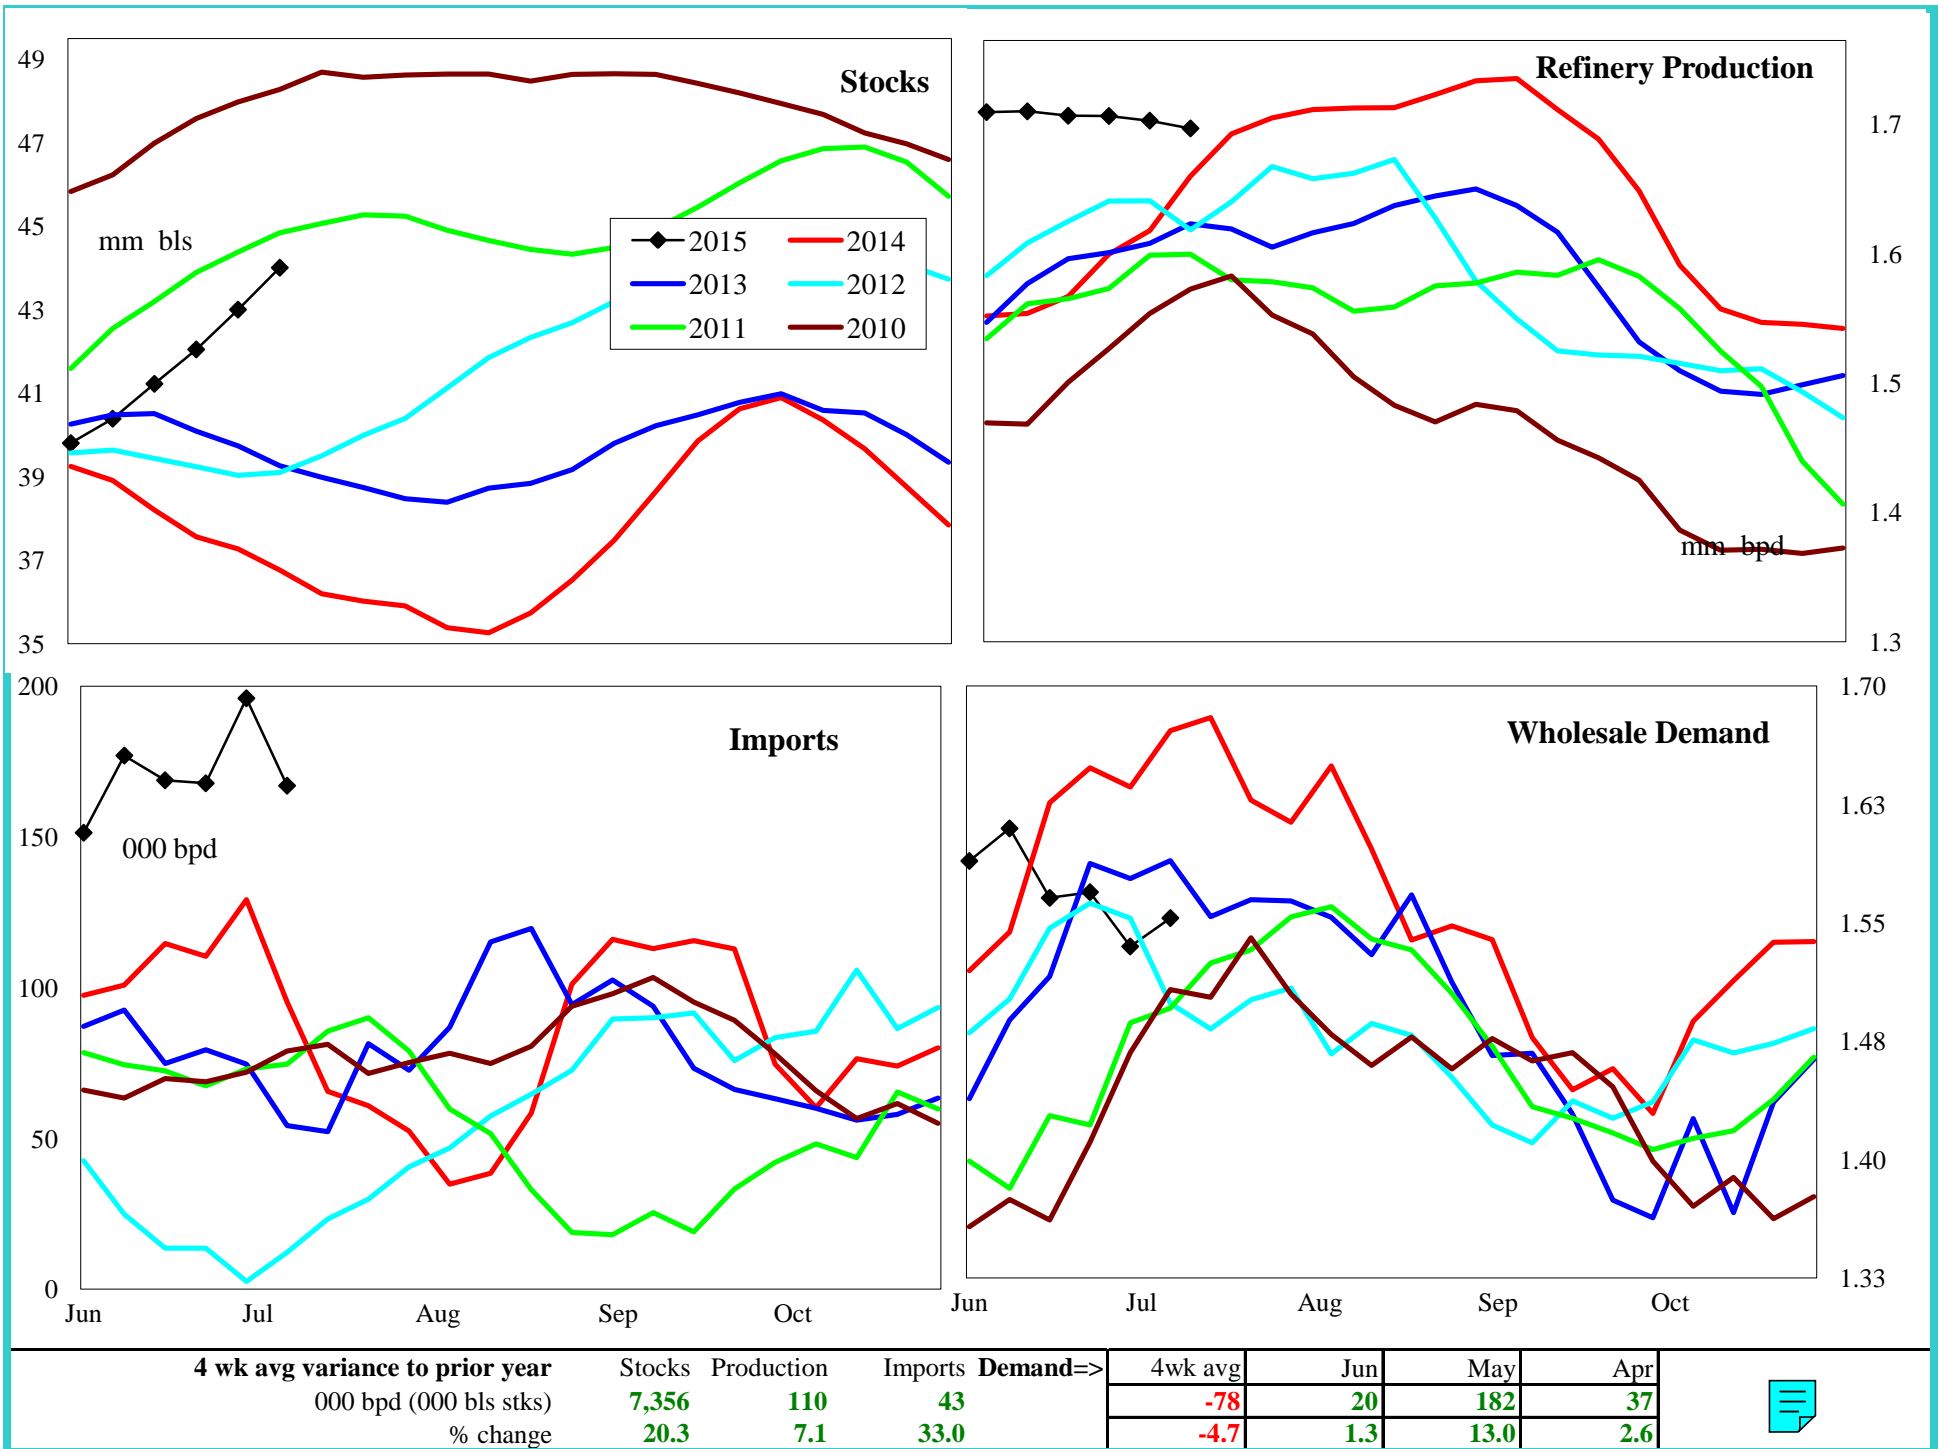 Stocks
49
47
45
43
41
39
37
35
mm bls
2015
2014
2013
2012
2011
2010
Refinery Production
1.7
1.6
1.5
1.4
1.3
mm bpd
Imports
200
150
100
50
0
000 bpd
Jun Jul Aug Sep Oct
Wholesale Demand
1.70
1.63
1.55
1.48
1.40
1.33
Jun Jul Aug Sep Oct
4 wk avg variance to prior year Stocks Production Imports Demand=> 4wk avg Jun May Apr
000 bpd (000 bls stks) 7,356 110 43 -78 20 182 37
% change 20.3 7.1 33.0 -4.7 1.3 13.0 2.6